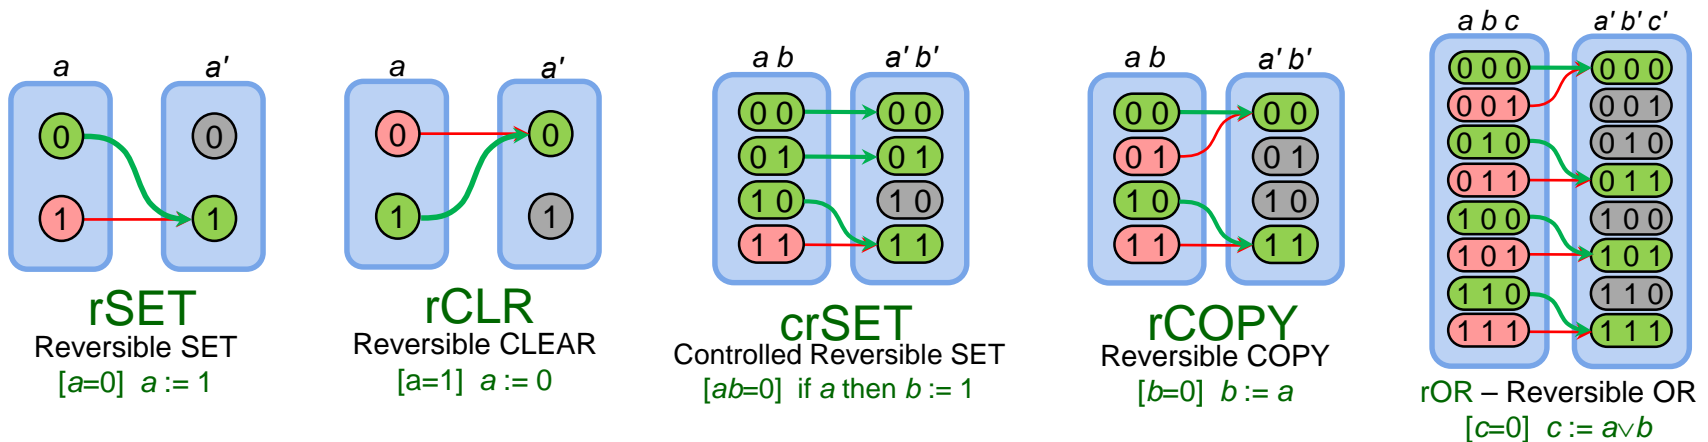 a
a'
0
0
1
1
rSET
Reversible SET
[a=0] a := 1
a
a'
0
0
1
1
rCLR
Reversible CLEAR
[a=1] a := 0
a b
a' b'
0 0
0 0
0 1
0 1
1 0
1 0
1 1
1 1
crSET
Controlled Reversible SET
[ab=0] if a then b := 1
a b
a' b'
0 0
0 0
0 1
0 1
1 0
1 0
1 1
1 1
rCOPY
Reversible COPY
[b=0] b := a
a b c
a' b' c'
0 0 0
0 0 0
0 0 1
0 0 1
0 1 0
0 1 0
0 1 1
0 1 1
1 0 0
1 0 0
1 0 1
1 0 1
1 1 0
1 1 0
1 1 1
1 1 1
rOR – Reversible OR
[c=0] c := a∨b